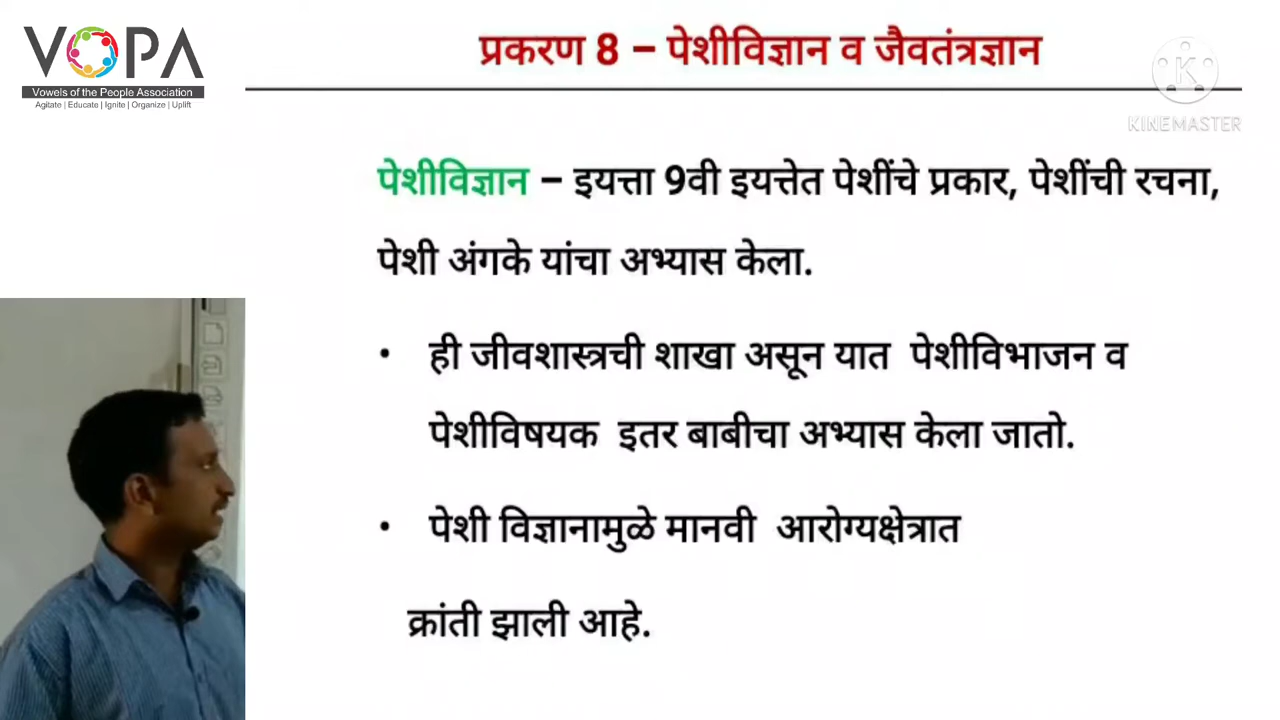 VOPA
Vowels of the People Association
Agitate | Educate | Ignite | Organize | Uplift
प्रकरण 8 – पेशीविज्ञान व जैवतंत्रज्ञान
K
KINEMASTER
पेशीविज्ञान – इयत्ता 9वी इयत्तेत पेशींचे प्रकार, पेशींची रचना,
पेशी अंगके यांचा अभ्यास केला.
• ही जीवशास्त्रची शाखा असून यात पेशीविभाजन व
पेशीविषयक इतर बाबीचा अभ्यास केला जातो.
• पेशी विज्ञानामुळे मानवी आरोग्यक्षेत्रात
क्रांती झाली आहे.